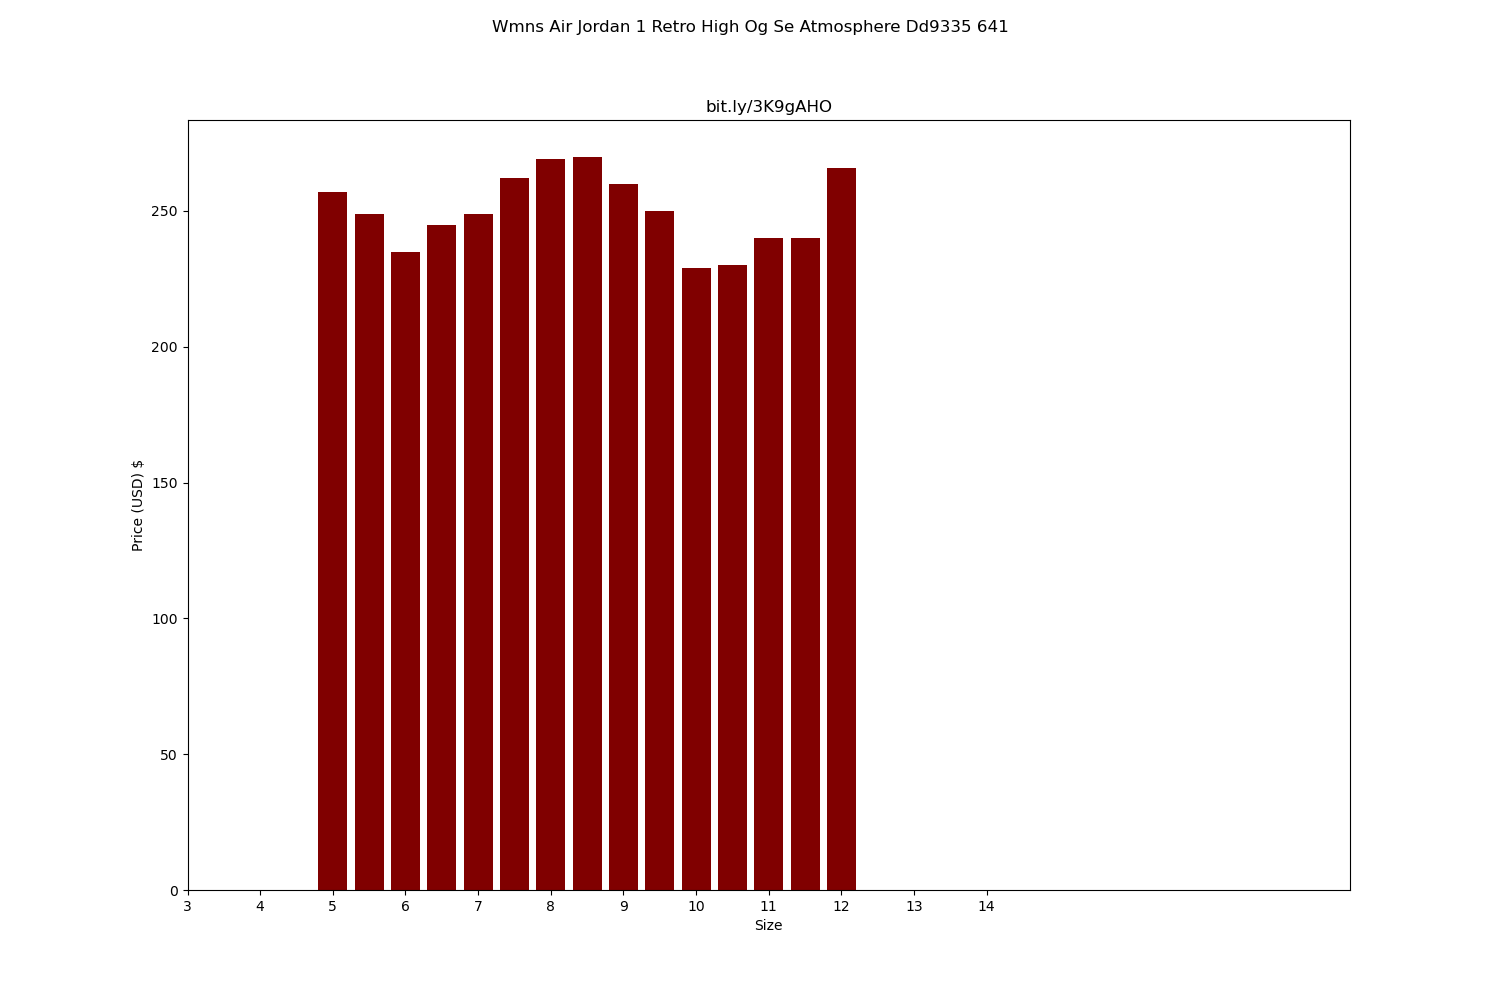 Wmns Air Jordan 1 Retro High Og Se Atmosphere Dd9335 641
bit.ly/3K9gAHO
250
200
150
100
50
0
Price (USD) $
3 4 5 6 7 8 9 10 11 12 13 14
Size